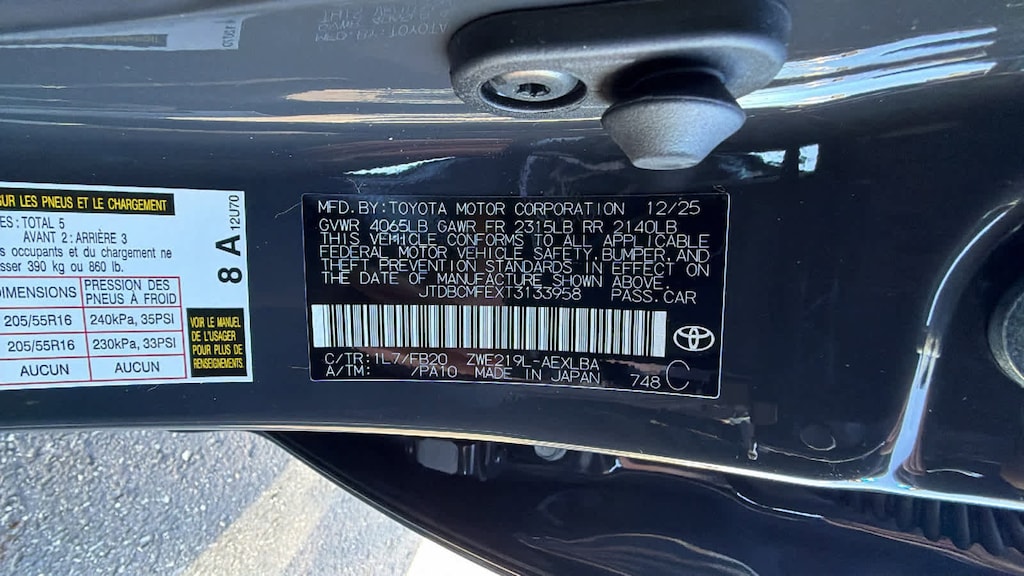 UR LES PNEUS ET LE CHARGEMENT
ES: TOTAL 5
AVANT 2: ARRIÈRE 3
s occupants et du chargement ne
sser 390 kg ou 860 lb.
IMENSIONS
PRESSION DES
PNEUS À FROID
205/55R16 240kPa, 35PSI
205/55R16 230kPa, 33PSI
AUCUN AUCUN
8 A
12U70
VOIR LE MANUEL
DE L'USAGER
POUR PLUS DE
RENSEIGNEMENTS
MFD. BY: TOYOTA MOTOR CORPORATION 12/25
GVWR 4065LB GAWR FR 2315LB RR 2140LB
THIS VEHICLE CONFORMS TO ALL APPLICABLE
FEDERAL MOTOR VEHICLE SAFETY, BUMPER, AND
THEFT PREVENTION STANDARDS IN EFFECT ON
THE DATE OF MANUFACTURE SHOWN ABOVE.
JTDBCMFEXT3133958 PASS. CAR
C/TR: 1L7/FB20 ZWE219L-AEXLBA
A/TM: /PA10 MADE IN JAPAN 748 C